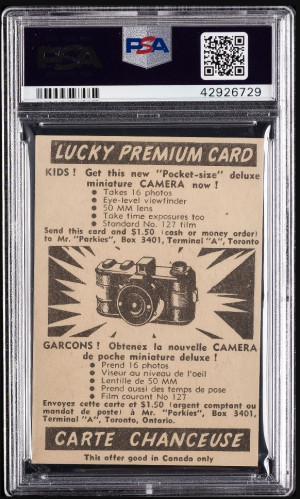 PSA
42926729
LUCKY PREMIUM CARD
KIDS! Get this new "Pocket-size" deluxe
miniature CAMERA now!
● Takes 16 photos
● Eye-level viewfinder
● 50 MM lens
● Take time exposures too
● Standard No. 127 film
Send this card and $1.50 (cash or money order)
to Mr. "Parkies", Box 3401, Terminal "A", Toronto
GARCONS! Obtenez la nouvelle CAMERA
de poche miniature deluxe!
● Prend 16 photos
● Viseur au niveau de l'oeil
● Lentille de 50 MM
● Prend aussi des temps de pose
● Film courant No 127
Envoyez cette carte et $1.50 (argent comptant ou
mandat de poste) à Mr. "Parkies", Box 3401,
Terminal "A", Toronto, Ontario.
CARTE CHANCEUSE
This offer good in Canada only